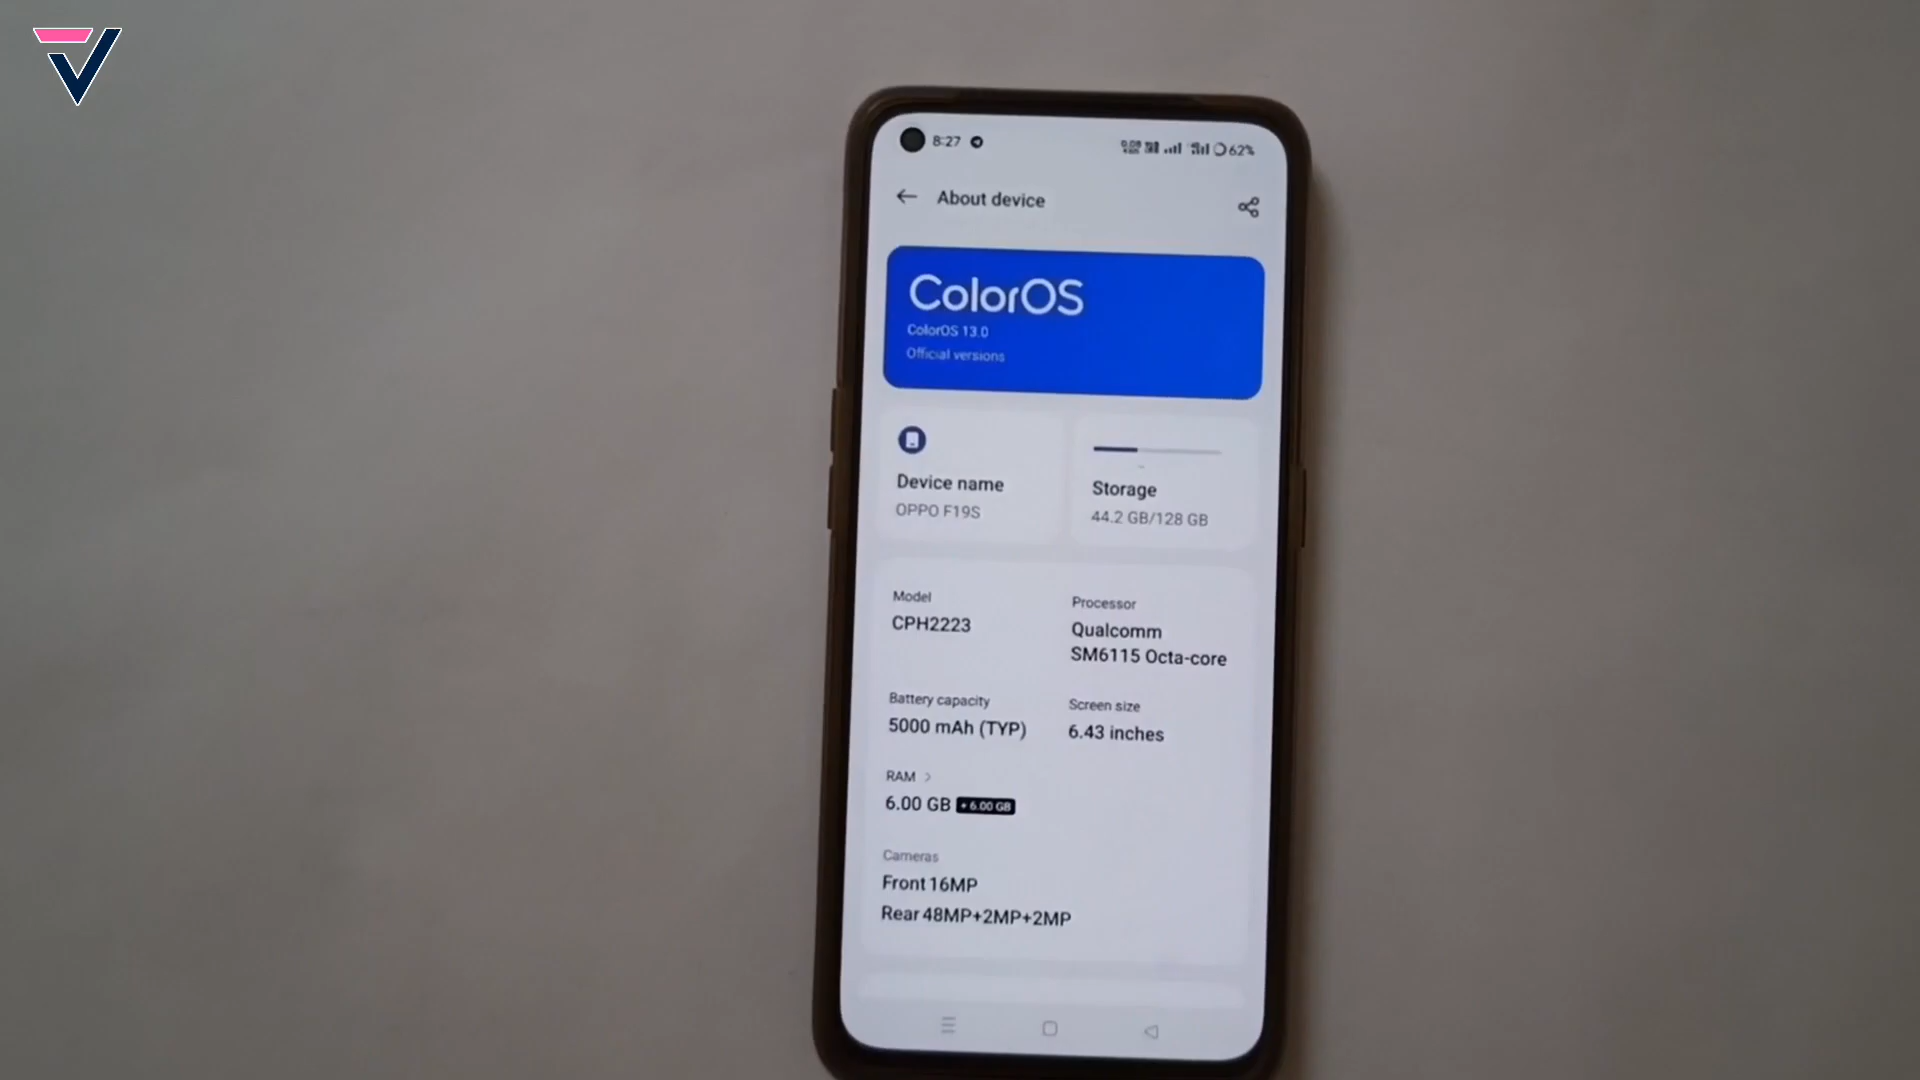 8:27
62%
About device
ColorOS
ColorOS 13.0
Official versions
Device name
OPPO F19S
Storage
44.2 GB/128 GB
Model
CPH2223
Processor
Qualcomm
SM6115 Octa-core
Battery capacity
5000 mAh (TYP)
Screen size
6.43 inches
RAM >
6.00 GB + 6.00 GB
Cameras
Front 16MP
Rear 48MP+2MP+2MP